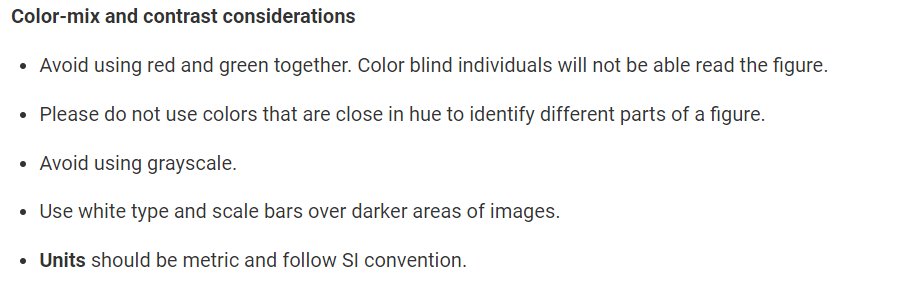 Color-mix and contrast considerations
Avoid using red and green together. Color blind individuals will not be able read the figure.
Please do not use colors that are close in hue to identify different parts of a figure.
Avoid using grayscale.
Use white type and scale bars over darker areas of images.
Units should be metric and follow SI convention.